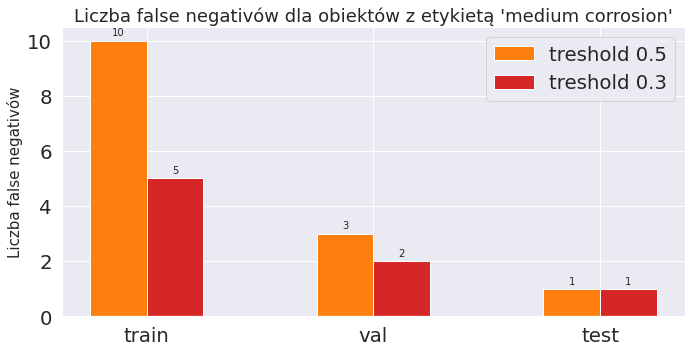 Liczba false negativów dla obiektów z etykietą 'medium corrosion'
Liczba false negativów
10
8
6
4
2
0
10
5
3
2
1
1
treshold 0.5
treshold 0.3
train
val
test